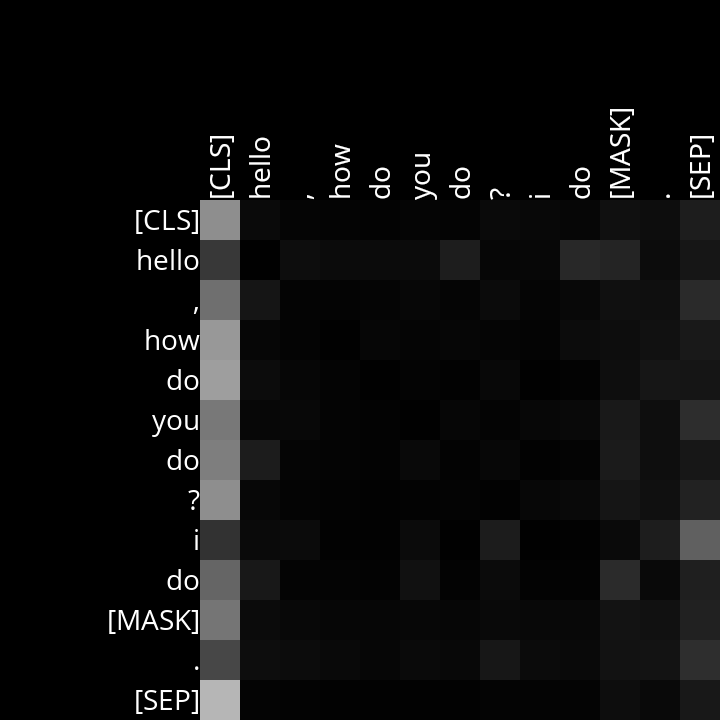 [CLS] hello , how do you do ? i do [MASK] . [SEP]
[CLS]
hello
,
how
do
you
do
?
i
do
[MASK]
.
[SEP]